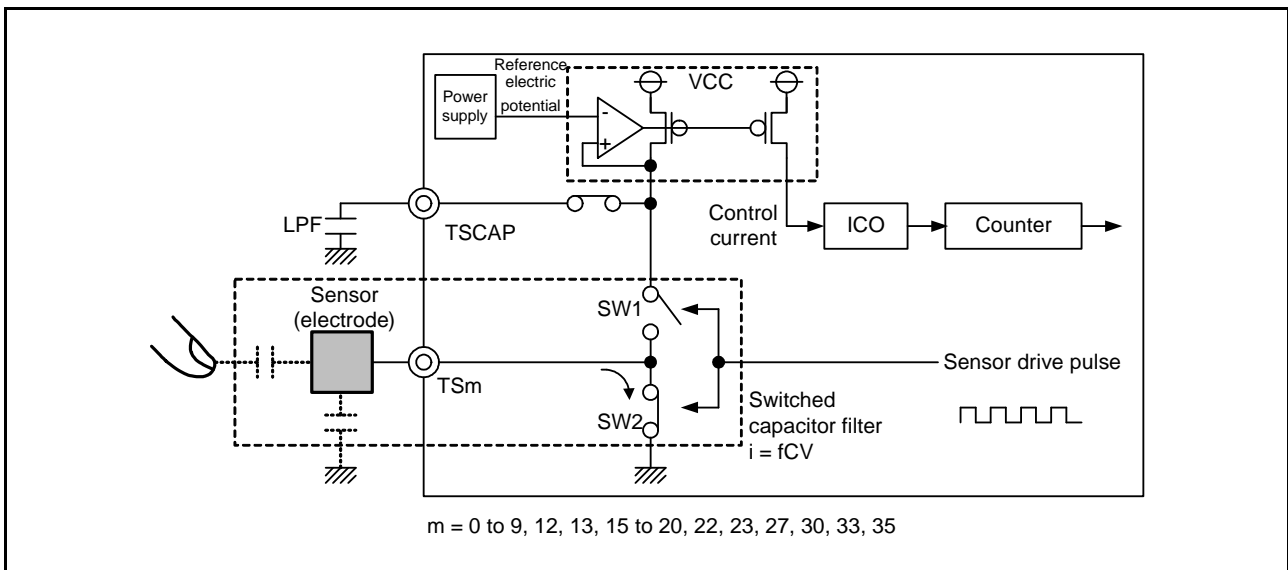 Reference
electric
potential
VCC
Power
supply
-
+
LPF
TSCAP
Control
current
ICO
Counter
Sensor
(electrode)
SW1
TSm
SW2
Sensor drive pulse
Switched
capacitor filter
i = fCV
m = 0 to 9, 12, 13, 15 to 20, 22, 23, 27, 30, 33, 35